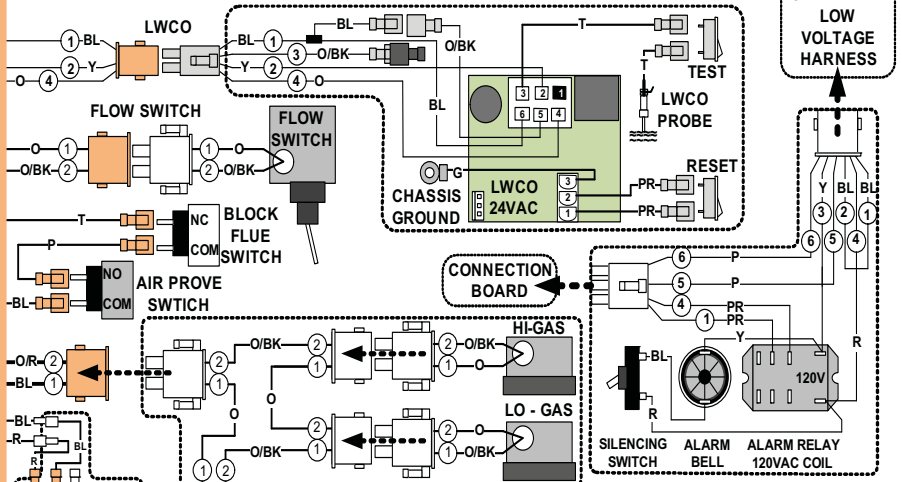 LWCO
1 BL
2 Y
O 4
BL 1
3 O/BK
Y 2
4 O
BL
O/BK
BL
T
TEST
T
LWCO
PROBE
3 2 1
6 5 4
LWCO
24VAC
3
2
1
G
CHASSIS
GROUND
PR
PR
RESET
LOW
VOLTAGE
HARNESS
FLOW SWITCH
O 1
O/BK 2
1 O
2 O/BK
FLOW
SWITCH
T
P
NC
COM
BLOCK
FLUE
SWITCH
BL
NO
COM
AIR PROVE
SWTICH
Y BL BL
3 2 1
6 5 4
CONNECTION
BOARD
6 P
5 P
4 PR
1 PR
Y
R
BL
R
120V
SILENCING
SWITCH
ALARM
BELL
ALARM RELAY
120VAC COIL
O/R 2
BL 1
2 O/BK 2
1 O
O
1
2 O/BK
1 O
HI-GAS
2
O/BK 1
2 O
1 O/BK
LO - GAS
1 2
BL
R
BL
R